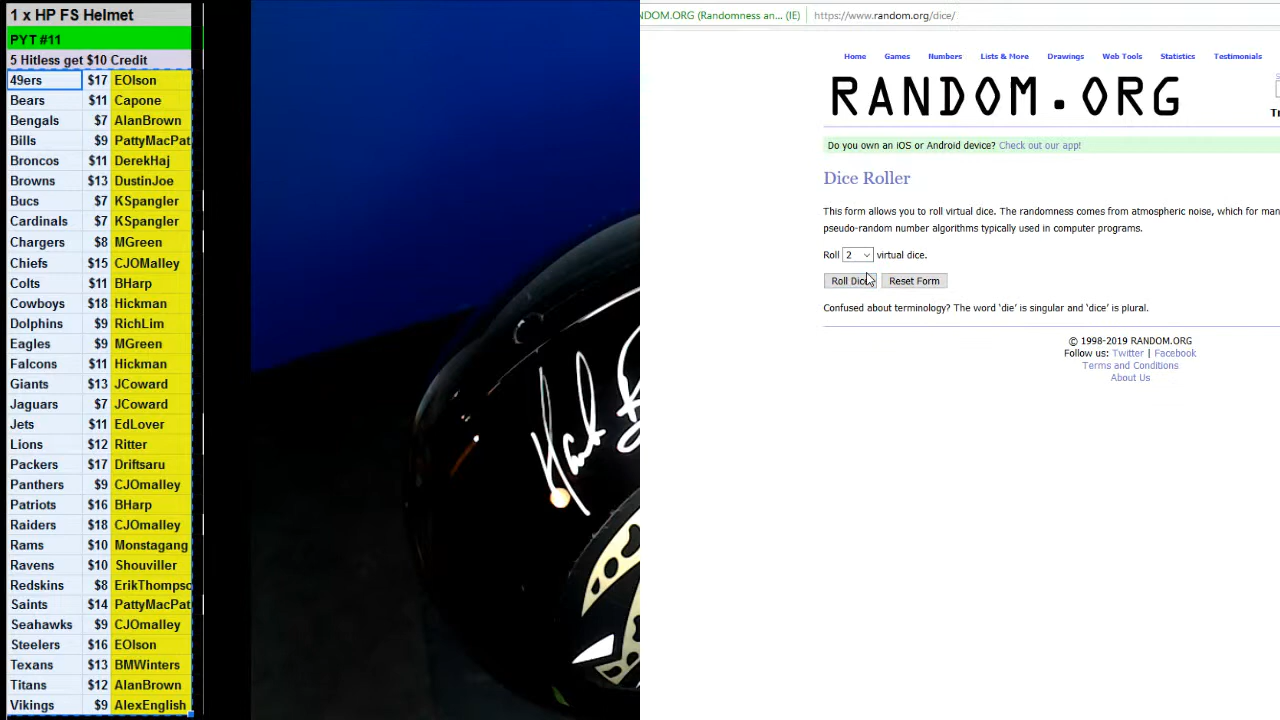 1 x HP FS Helmet
PYT #11
5 Hitless get $10 Credit
49ers $17 EOlson
Bears $11 Capone
Bengals $7 AlanBrown
Bills $9 PattyMacPat
Broncos $11 DerekHaj
Browns $13 DustinJoe
Bucs $7 KSpangler
Cardinals $7 KSpangler
Chargers $8 MGreen
Chiefs $15 CJOMalley
Colts $11 BHarp
Cowboys $18 Hickman
Dolphins $9 RichLim
Eagles $9 MGreen
Falcons $11 Hickman
Giants $13 JCoward
Jaguars $7 JCoward
Jets $11 EdLover
Lions $12 Ritter
Packers $17 Driftsaru
Panthers $9 CJOmalley
Patriots $16 BHarp
Raiders $18 CJOmalley
Rams $10 Monstagang
Ravens $10 Shouviller
Redskins $8 ErikThompso
Saints $14 PattyMacPat
Seahawks $9 CJOmalley
Steelers $16 EOlson
Texans $13 BMWinters
Titans $12 AlanBrown
Vikings $9 AlexEnglish
NDOM.ORG (Randomness an... (IE) https://www.random.org/dice/
Home Games Numbers Lists & More Drawings Web Tools Statistics Testimonials
RANDOM.ORG
Do you own an iOS or Android device? Check out our app!
Dice Roller
This form allows you to roll virtual dice. The randomness comes from atmospheric noise, which for man
pseudo-random number algorithms typically used in computer programs.
Roll 2 virtual dice.
Roll Dice Reset Form
Confused about terminology? The word ‘die’ is singular and ‘dice’ is plural.
© 1998-2019 RANDOM.ORG
Follow us: Twitter | Facebook
Terms and Conditions
About Us